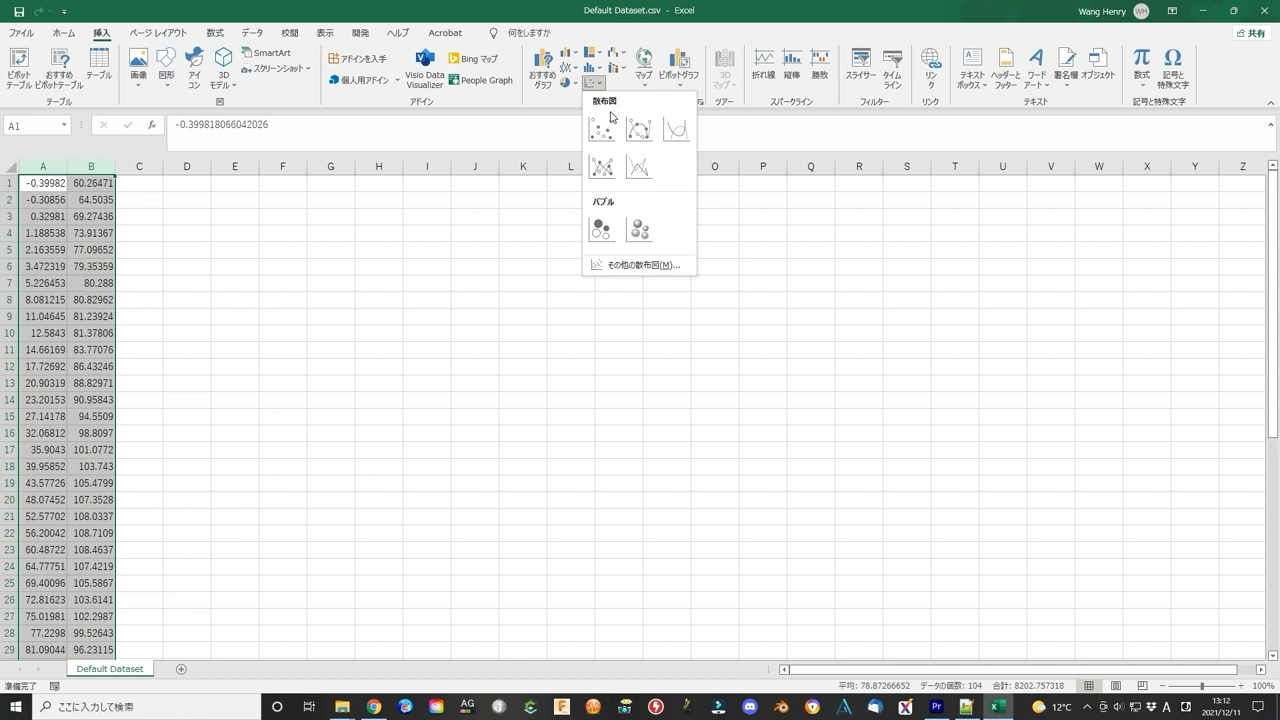 Default Dataset.csv - Excel
Wang Henry WH
ファイル ホーム 挿入 ページ レイアウト 数式 データ 校閲 表示 開発 ヘルプ Acrobat 何をしますか 共有
ピボット テーブル おすすめ ピボットテーブル テーブル 画像 図形 アイコン 3D モデル SmartArt スクリーンショット アドインを入手 個人用アドイン Visio Data Visualizer Bing マップ People Graph おすすめ グラフ マップ ピボットグラフ 3D マップ 折れ線 縦棒 勝敗 スライサー タイム ライン リンク テキスト ボックス ヘッダーと フッター ワード アート 署名欄 オブジェクト 数式 記号と 特殊文字
テーブル 図 アドイン ツアー スパークライン フィルター リンク テキスト 記号と特殊文字
散布図
A1 -0.399818066042026
バブル
その他の散布図(M)...
A B C D E F G H I J K L O P Q R S T U V W X Y Z
1 -0.39982 60.26471
2 -0.30856 64.5035
3 0.32981 69.27436
4 1.188538 73.91367
5 2.163559 77.09652
6 3.472319 79.35359
7 5.226453 80.288
8 8.081215 80.82962
9 11.04645 81.23924
10 12.5843 81.37806
11 14.66169 83.77076
12 17.72692 86.43246
13 20.90319 88.82971
14 23.20153 90.95843
15 27.14178 94.5509
16 32.06812 98.8097
17 35.9043 101.0772
18 39.95852 103.743
19 43.57726 105.4799
20 48.07452 107.3528
21 52.57702 108.0337
22 56.20042 108.7109
23 60.48722 108.4637
24 64.77751 107.4219
25 69.40096 105.5867
26 72.81623 103.6141
27 75.01981 102.2987
28 77.2298 99.52643
29 81.09044 96.23115
Default Dataset
準備完了 平均: 78.87266652 データの個数: 104 合計: 8202.757318 100%
ここに入力して検索 12°C A 13:12
2021/12/11